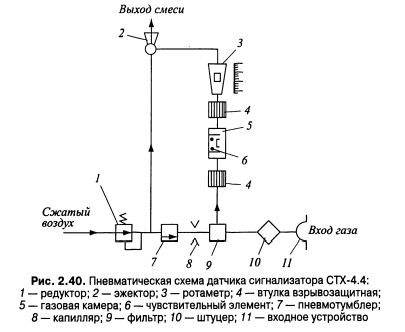 Выход смеси
2
3
4
5
6
4
1
Сжатый
воздух
Вход газа
7
8
9
10
11
Рис. 2.40. Пневматическая схема датчика сигнализатора СТХ-4.4:
1 — редуктор; 2 — эжектор; 3 — ротаметр; 4 — втулка взрывозащитная;
5 — газовая камера; 6 — чувствительный элемент; 7 — пневмотумблер;
8 — капилляр; 9 — фильтр; 10 — штуцер; 11 — входное устройство